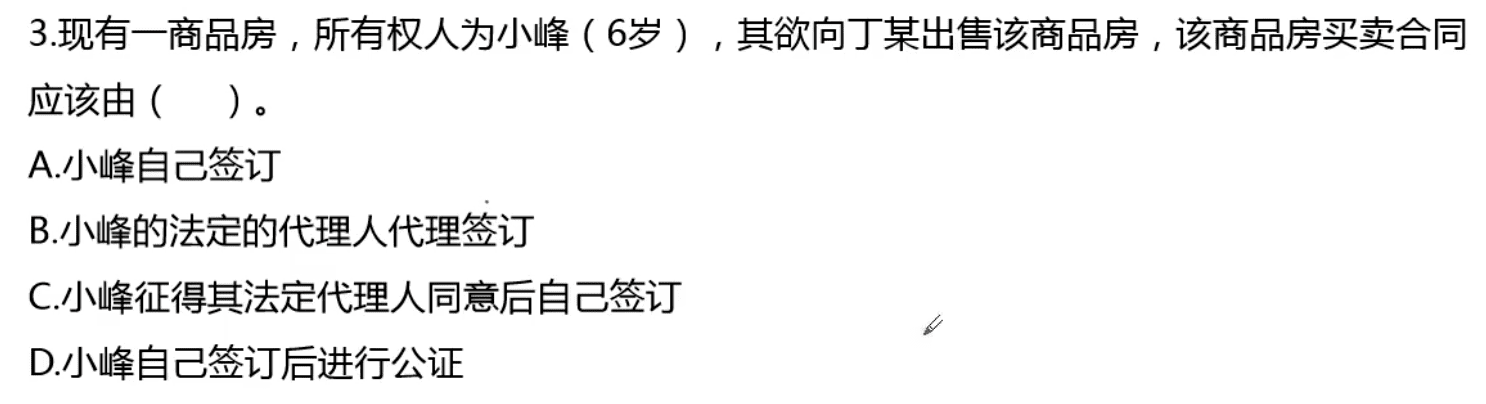 3.现有一商品房，所有权人为小峰（6岁），其欲向丁某出售该商品房，该商品房买卖合同
应该由（　　）。
A.小峰自己签订
B.小峰的法定的代理人代理签订
C.小峰征得其法定代理人同意后自己签订
D.小峰自己签订后进行公证